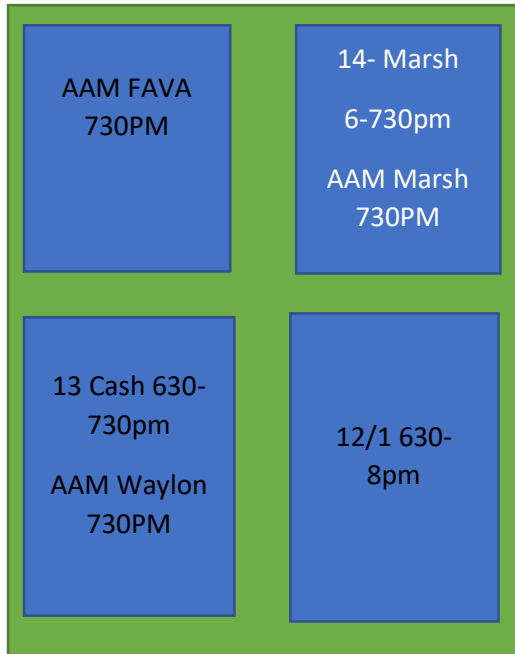 AAM FAVA
730PM
14- Marsh
6-730pm
AAM Marsh
730PM
13 Cash 630-
730pm
AAM Waylon
730PM
12/1 630-
8pm